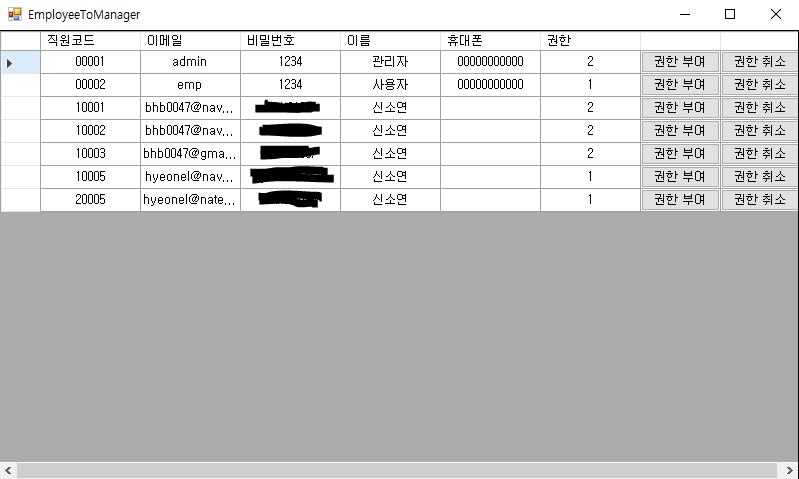 EmployeeToManager
직원코드 이메일 비밀번호 이름 휴대폰 권한
00001 admin 1234 관리자 00000000000 2 권한 부여 권한 취소
00002 emp 1234 사용자 00000000000 1 권한 부여 권한 취소
10001 bhb0047@nav... 신소연 2 권한 부여 권한 취소
10002 bhb0047@nav... 신소연 2 권한 부여 권한 취소
10003 bhb0047@gma... 신소연 2 권한 부여 권한 취소
10005 hyeonel@nav... 신소연 1 권한 부여 권한 취소
20005 hyeonel@nate... 신소연 1 권한 부여 권한 취소